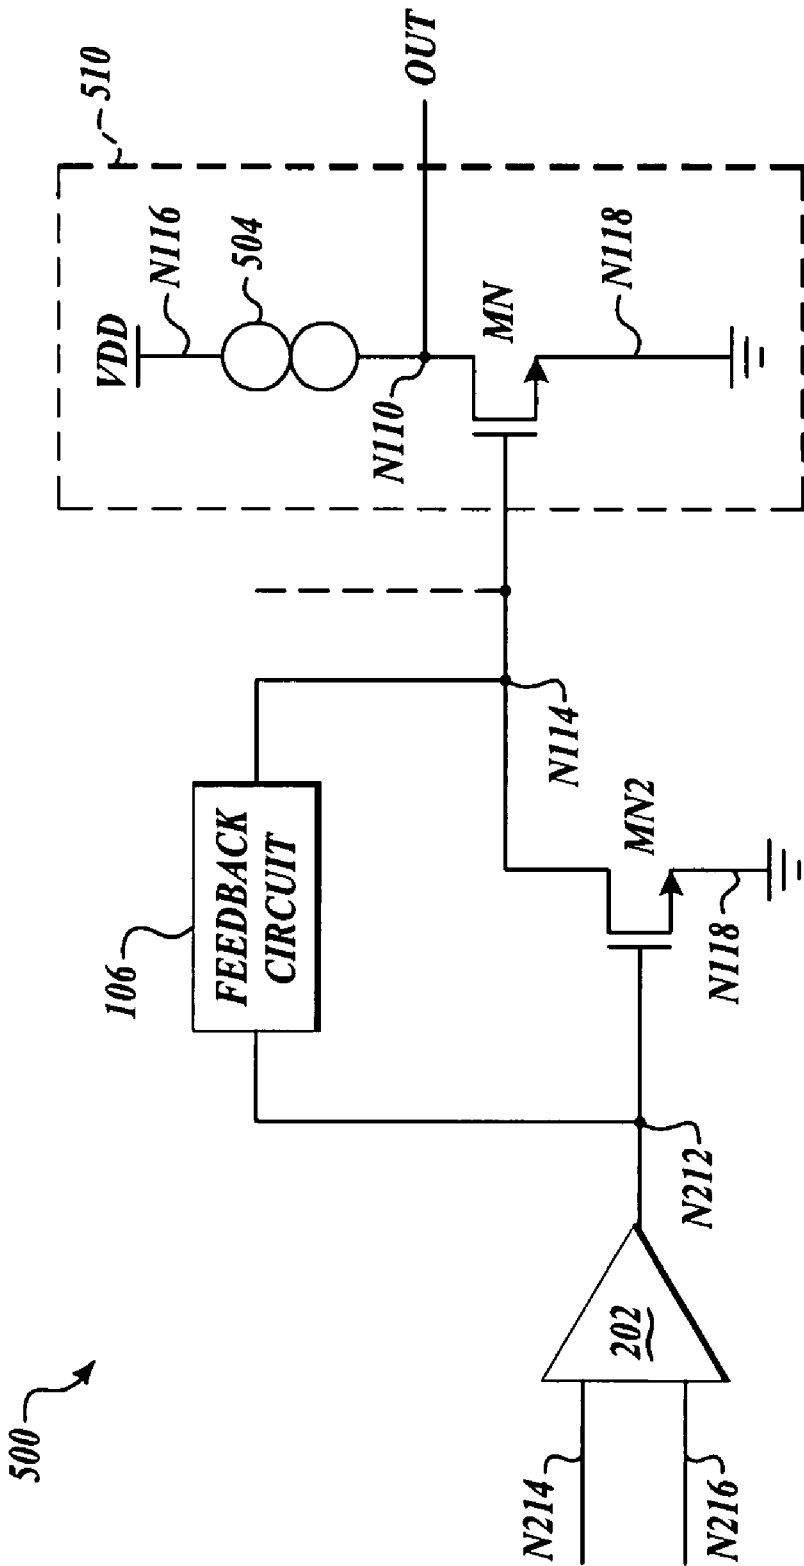 500
N214
N216
202
N212
106
FEEDBACK
CIRCUIT
MN2
N118
N114
510
VDD
N116
504
N110
OUT
MN
N118